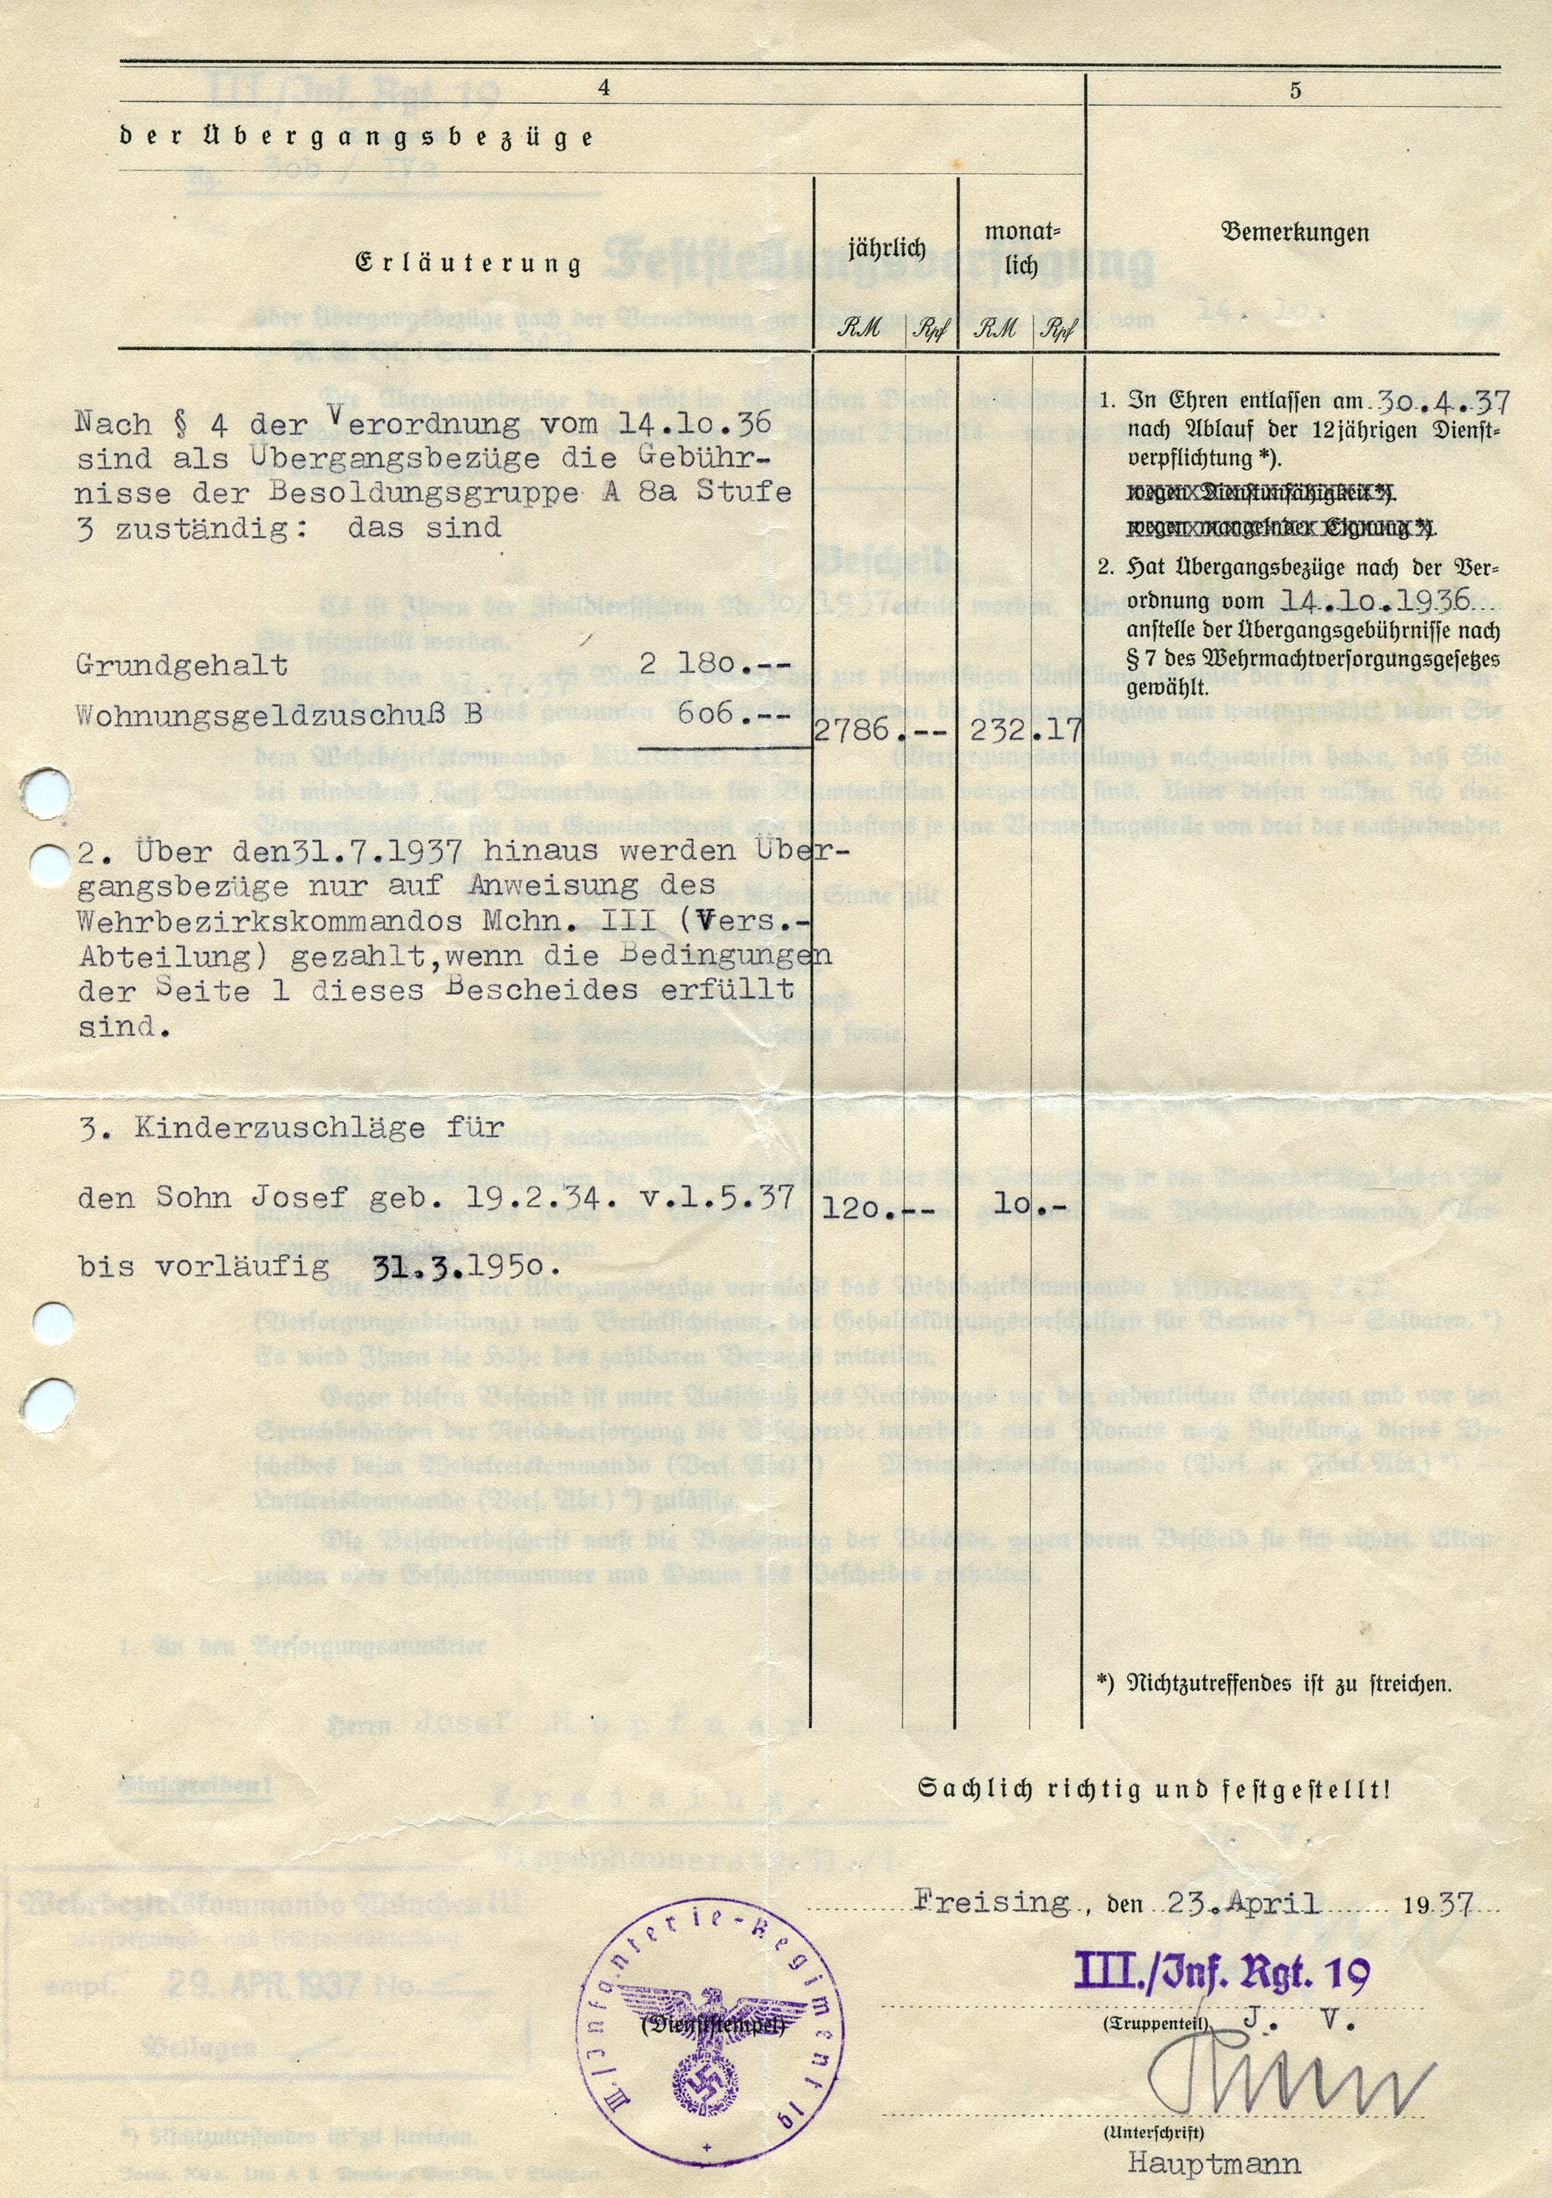 4
5
der Übergangsbezüge
Erläuterung
jährlich
monat-
lich
Bemerkungen
RM Rpf RM Rpf
Nach § 4 der Verordnung vom 14.10.36
sind als Übergangsbezüge die Gebühr-
nisse der Besoldungsgruppe A 8a Stufe
3 zuständig: das sind
Grundgehalt 2 180.--
Wohnungsgeldzuschuß B 606.-- 2786.-- 232.17
2. Über den31.7.1937 hinaus werden Über-
gangsbezüge nur auf Anweisung des
Wehrbezirkskommandos Mchn. III (Vers.-
Abteilung) gezahlt,wenn die Bedingungen
der Seite 1 dieses Bescheides erfüllt
sind.
3. Kinderzuschläge für
den Sohn Josef geb. 19.2.34. v.1.5.37 120.-- 10.-
bis vorläufig 31.3.1950.
1. In Ehren entlassen am 30.4.37
nach Ablauf der 12jährigen Dienst-
verpflichtung *).
wegen Dienstunfähigkeit *).
wegen mangelnder Eignung *).
2. Hat Übergangsbezüge nach der Ver-
ordnung vom 14.10.1936
anstelle der Übergangsgebührnisse nach
§ 7 des Wehrmachtversorgungsgesetzes
gewählt.
*) Nichtzutreffendes ist zu streichen.
Sachlich richtig und festgestellt!
Freising, den 23.April 1937
III./Inf. Rgt. 19
(Truppenteil) J. V.
(Unterschrift)
Hauptmann
III./Infanterie-Regiment 19
(Dienststempel)